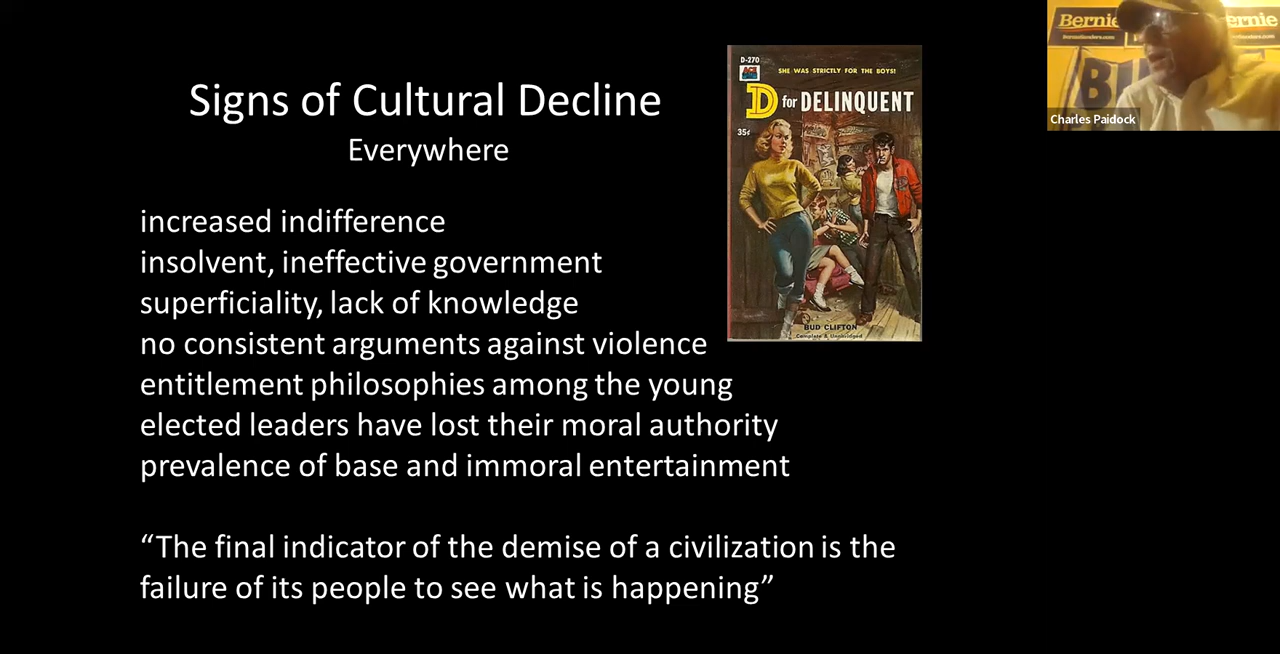 Signs of Cultural Decline
Everywhere
increased indifference
insolvent, ineffective government
superficiality, lack of knowledge
no consistent arguments against violence
entitlement philosophies among the young
elected leaders have lost their moral authority
prevalence of base and immoral entertainment
“The final indicator of the demise of a civilization is the
failure of its people to see what is happening”
D-270
ACE
SHE WAS STRICTLY FOR THE BOYS!
D for DELINQUENT
35¢
BUD CLIFTON
Complete & Unabridged
Bernie
ernie
Charles Paidock